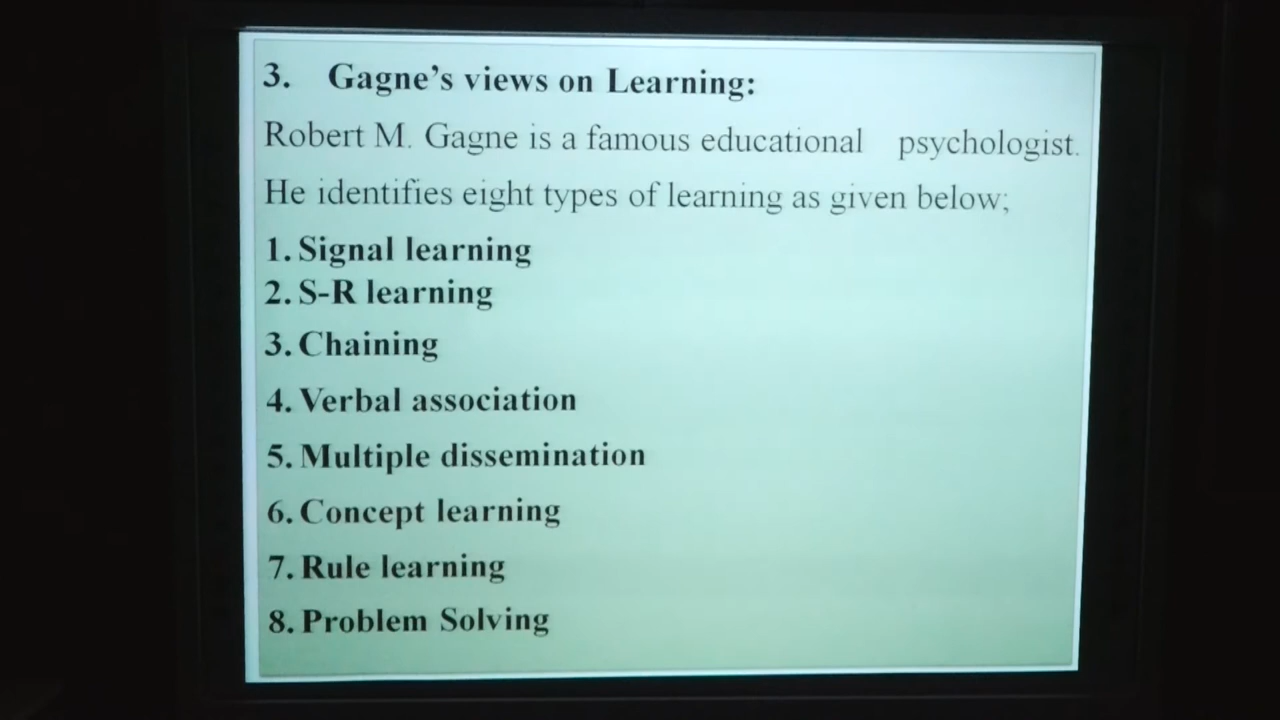 3. Gagne's views on Learning:
Robert M. Gagne is a famous educational psychologist.
He identifies eight types of learning as given below;
1. Signal learning
2. S-R learning
3. Chaining
4. Verbal association
5. Multiple dissemination
6. Concept learning
7. Rule learning
8. Problem Solving